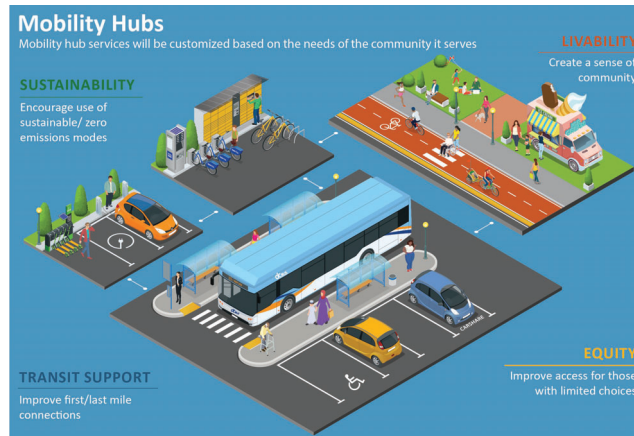 Mobility Hubs
Mobility hub services will be customized based on the needs of the community it serves
LIVABILITY
Create a sense of
community
SUSTAINABILITY
Encourage use of
sustainable/ zero
emissions modes
CARSHARE
TRANSIT SUPPORT
Improve first/last mile
connections
EQUITY
Improve access for those
with limited choices